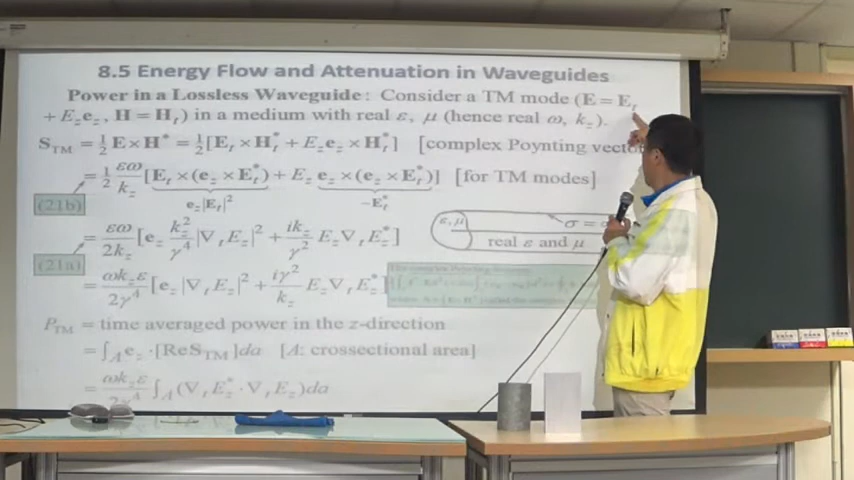 8.5 Energy Flow and Attenuation in Waveguides
Power in a Lossless Waveguide: Consider a TM mode (E = E_t
+ E_z e_z, H = H_t) in a medium with real ε, μ (hence real ω, k_z).
S_TM = ½ E × H* = ½ [E_t × H_t* + E_z e_z × H_t*] [complex Poynting vector
= ½ εω/k_z [E_t × (e_z × E_t*) + E_z e_z × (e_z × E_t*)] [for TM modes]
(21b) e_z |E_t|² −E_t*
= εω/2k_z [e_z k_z²/γ⁴ |∇_t E_z|² + ik_z/γ² E_z ∇_t E_z*]
ε, μ σ =
real ε and μ
(21a)
= ωk_z ε/2γ⁴ [e_z |∇_t E_z|² + iγ²/k_z E_z ∇_t E_z*]
P_TM = time averaged power in the z-direction
= ∫_A e_z · [Re S_TM] da [A: crossectional area]
= ωk_z ε/2γ⁴ ∫_A (∇_t E_z* · ∇_t E_z) da